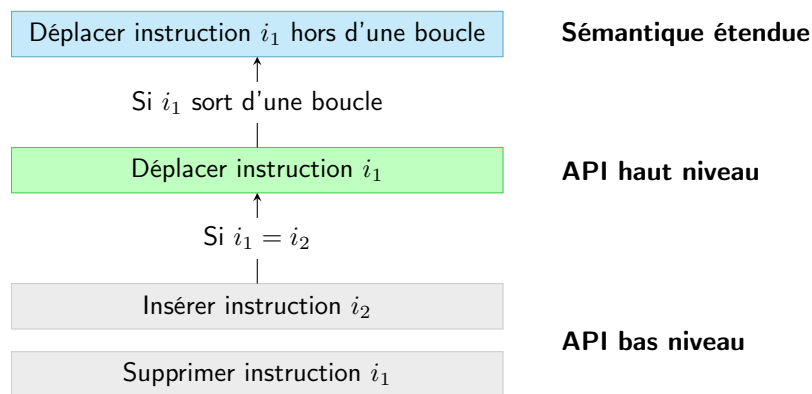 Déplacer instruction i₁ hors d'une boucle
Sémantique étendue
Si i₁ sort d'une boucle
Déplacer instruction i₁
API haut niveau
Si i₁ = i₂
Insérer instruction i₂
API bas niveau
Supprimer instruction i₁